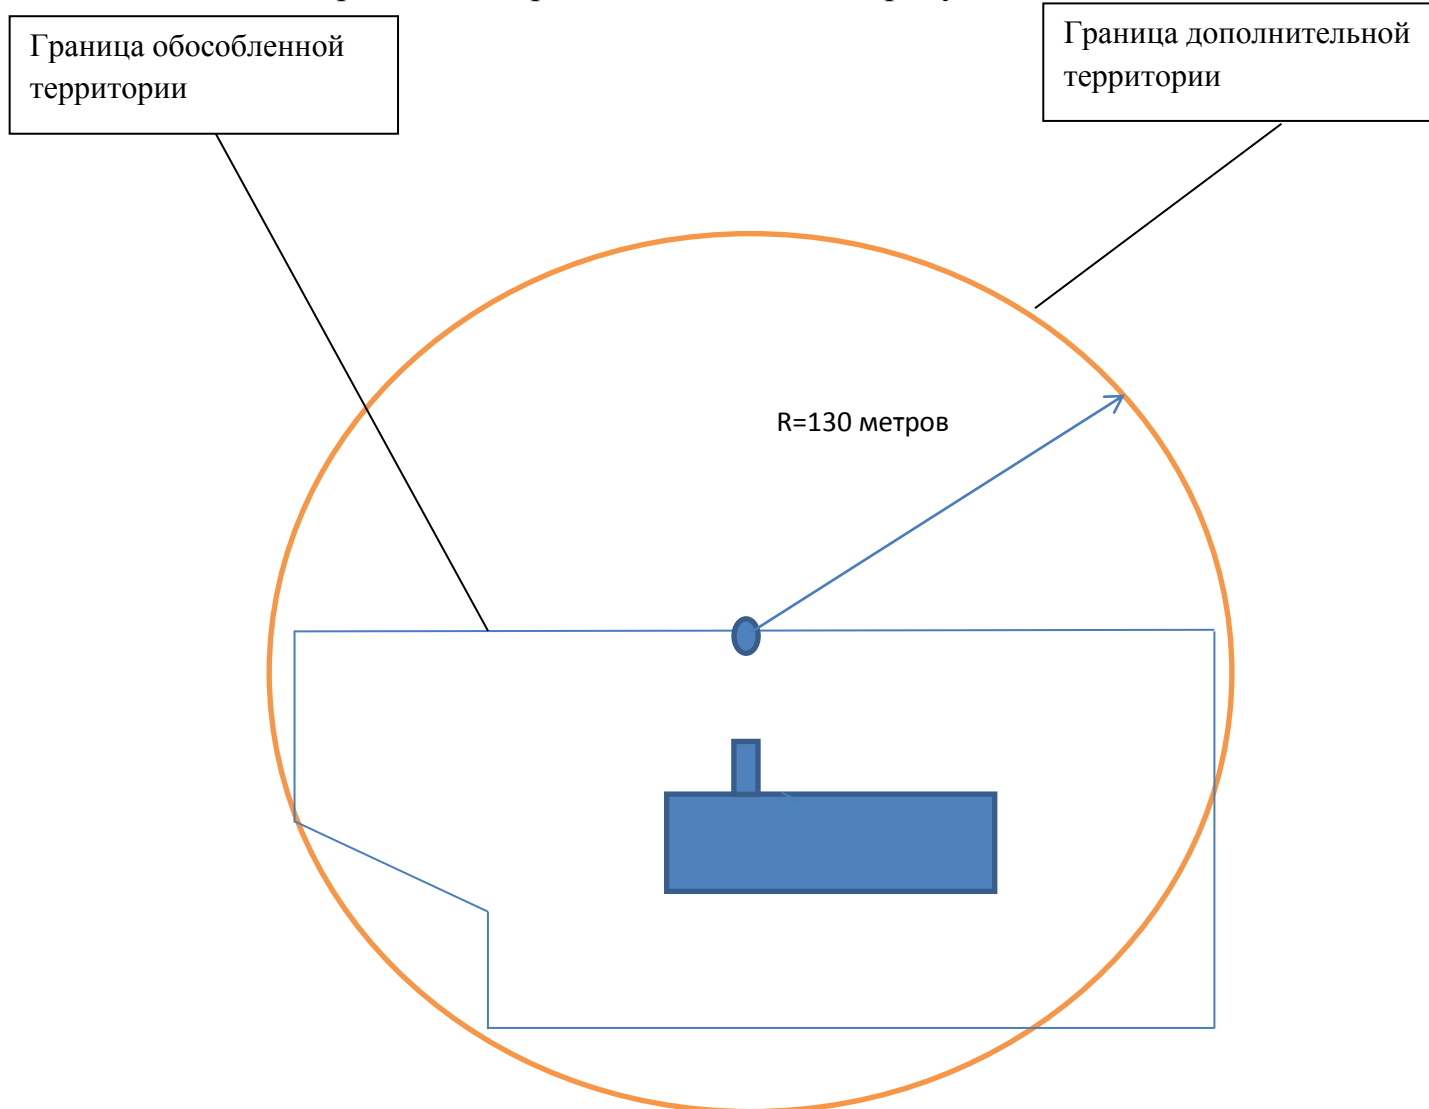 Граница обособленной
территории
Граница дополнительной
территории
R=130 метров